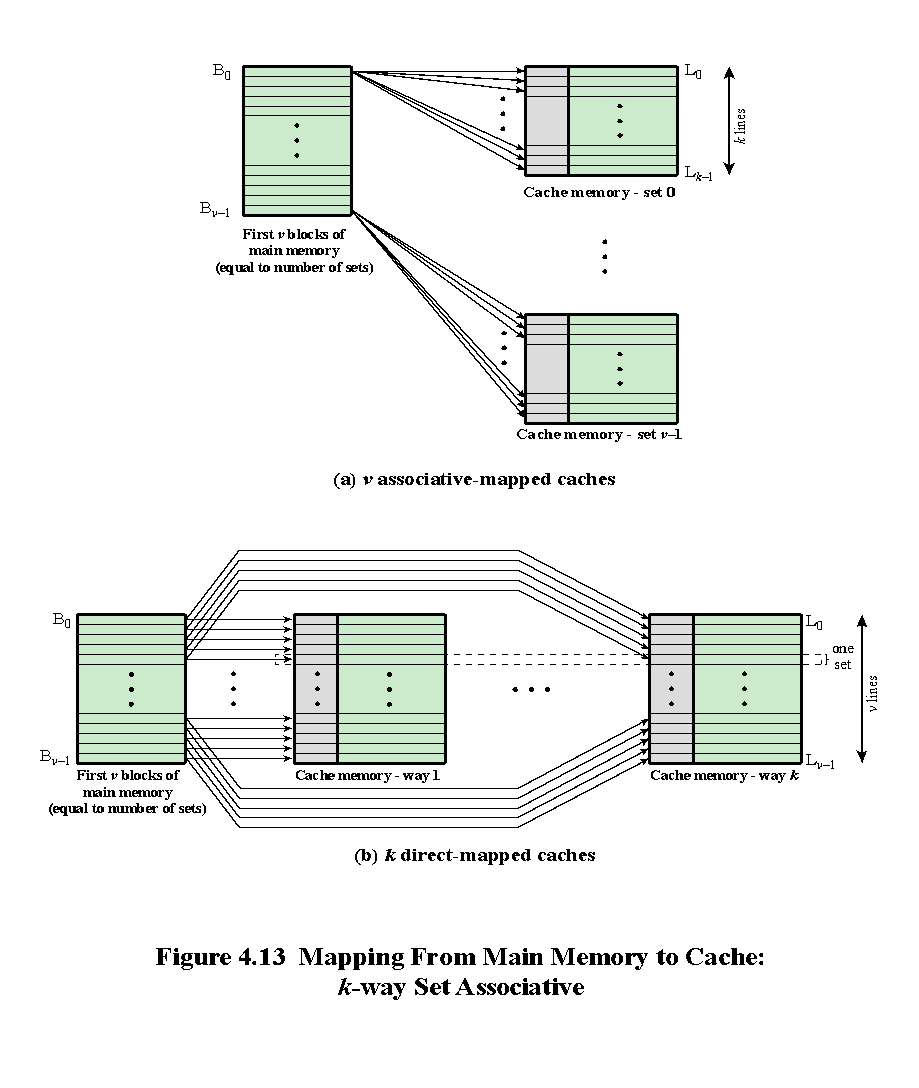 B0
L0
k lines
Lk–1
Cache memory - set 0
Bv–1
First v blocks of
main memory
(equal to number of sets)
Cache memory - set v–1
(a) v associative-mapped caches
B0
L0
one
set
v lines
Bv–1
Lv–1
First v blocks of
main memory
(equal to number of sets)
Cache memory - way 1
Cache memory - way k
(b) k direct-mapped caches
Figure 4.13 Mapping From Main Memory to Cache:
k-way Set Associative